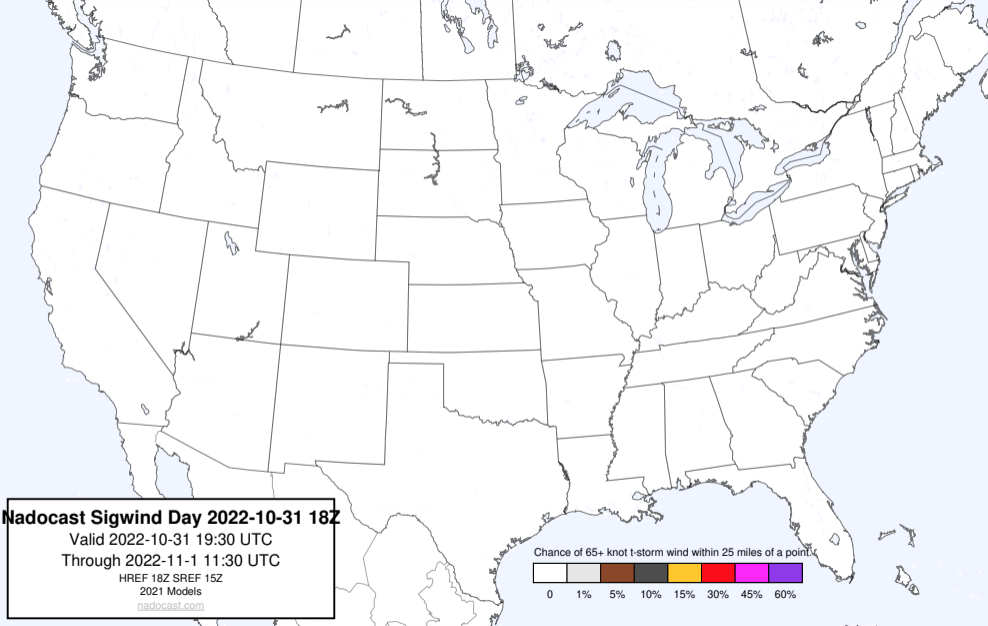 Nadocast Sigwind Day 2022-10-31 18Z
Valid 2022-10-31 19:30 UTC
Through 2022-11-1 11:30 UTC
HREF 18Z SREF 15Z
2021 Models
nadocast.com
Chance of 65+ knot t-storm wind within 25 miles of a point.
0 1% 5% 10% 15% 30% 45% 60%